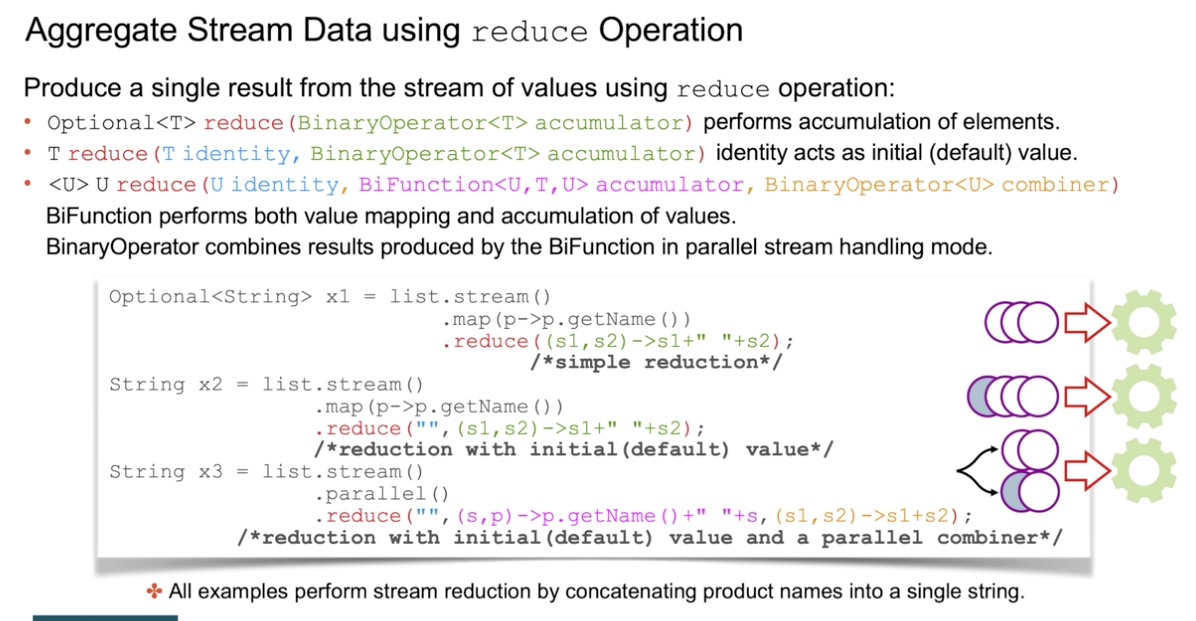 Aggregate Stream Data using reduce Operation
Produce a single result from the stream of values using reduce operation:
• Optional<T> reduce(BinaryOperator<T> accumulator) performs accumulation of elements.
• T reduce(T identity, BinaryOperator<T> accumulator) identity acts as initial (default) value.
• <U> U reduce(U identity, BiFunction<U,T,U> accumulator, BinaryOperator<U> combiner)
BiFunction performs both value mapping and accumulation of values.
BinaryOperator combines results produced by the BiFunction in parallel stream handling mode.
Optional<String> x1 = list.stream()
.map(p->p.getName())
.reduce((s1,s2)->s1+" "+s2);
/*simple reduction*/
String x2 = list.stream()
.map(p->p.getName())
.reduce("",(s1,s2)->s1+" "+s2);
/*reduction with initial(default) value*/
String x3 = list.stream()
.parallel()
.reduce("",(s,p)->p.getName()+" "+s,(s1,s2)->s1+s2);
/*reduction with initial(default) value and a parallel combiner*/
All examples perform stream reduction by concatenating product names into a single string.